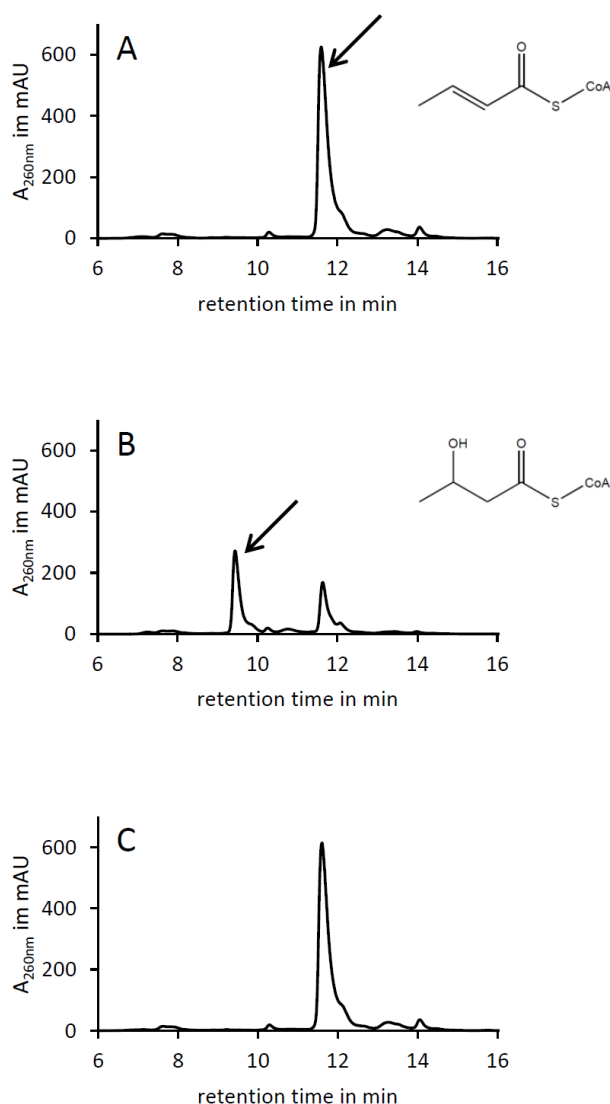 A
600
400
200
0
A260nm im mAU
6 8 10 12 14 16
retention time in min
O
S
CoA
B
600
400
200
0
A260nm im mAU
6 8 10 12 14 16
retention time in min
OH
O
S
CoA
C
600
400
200
0
A260nm im mAU
6 8 10 12 14 16
retention time in min